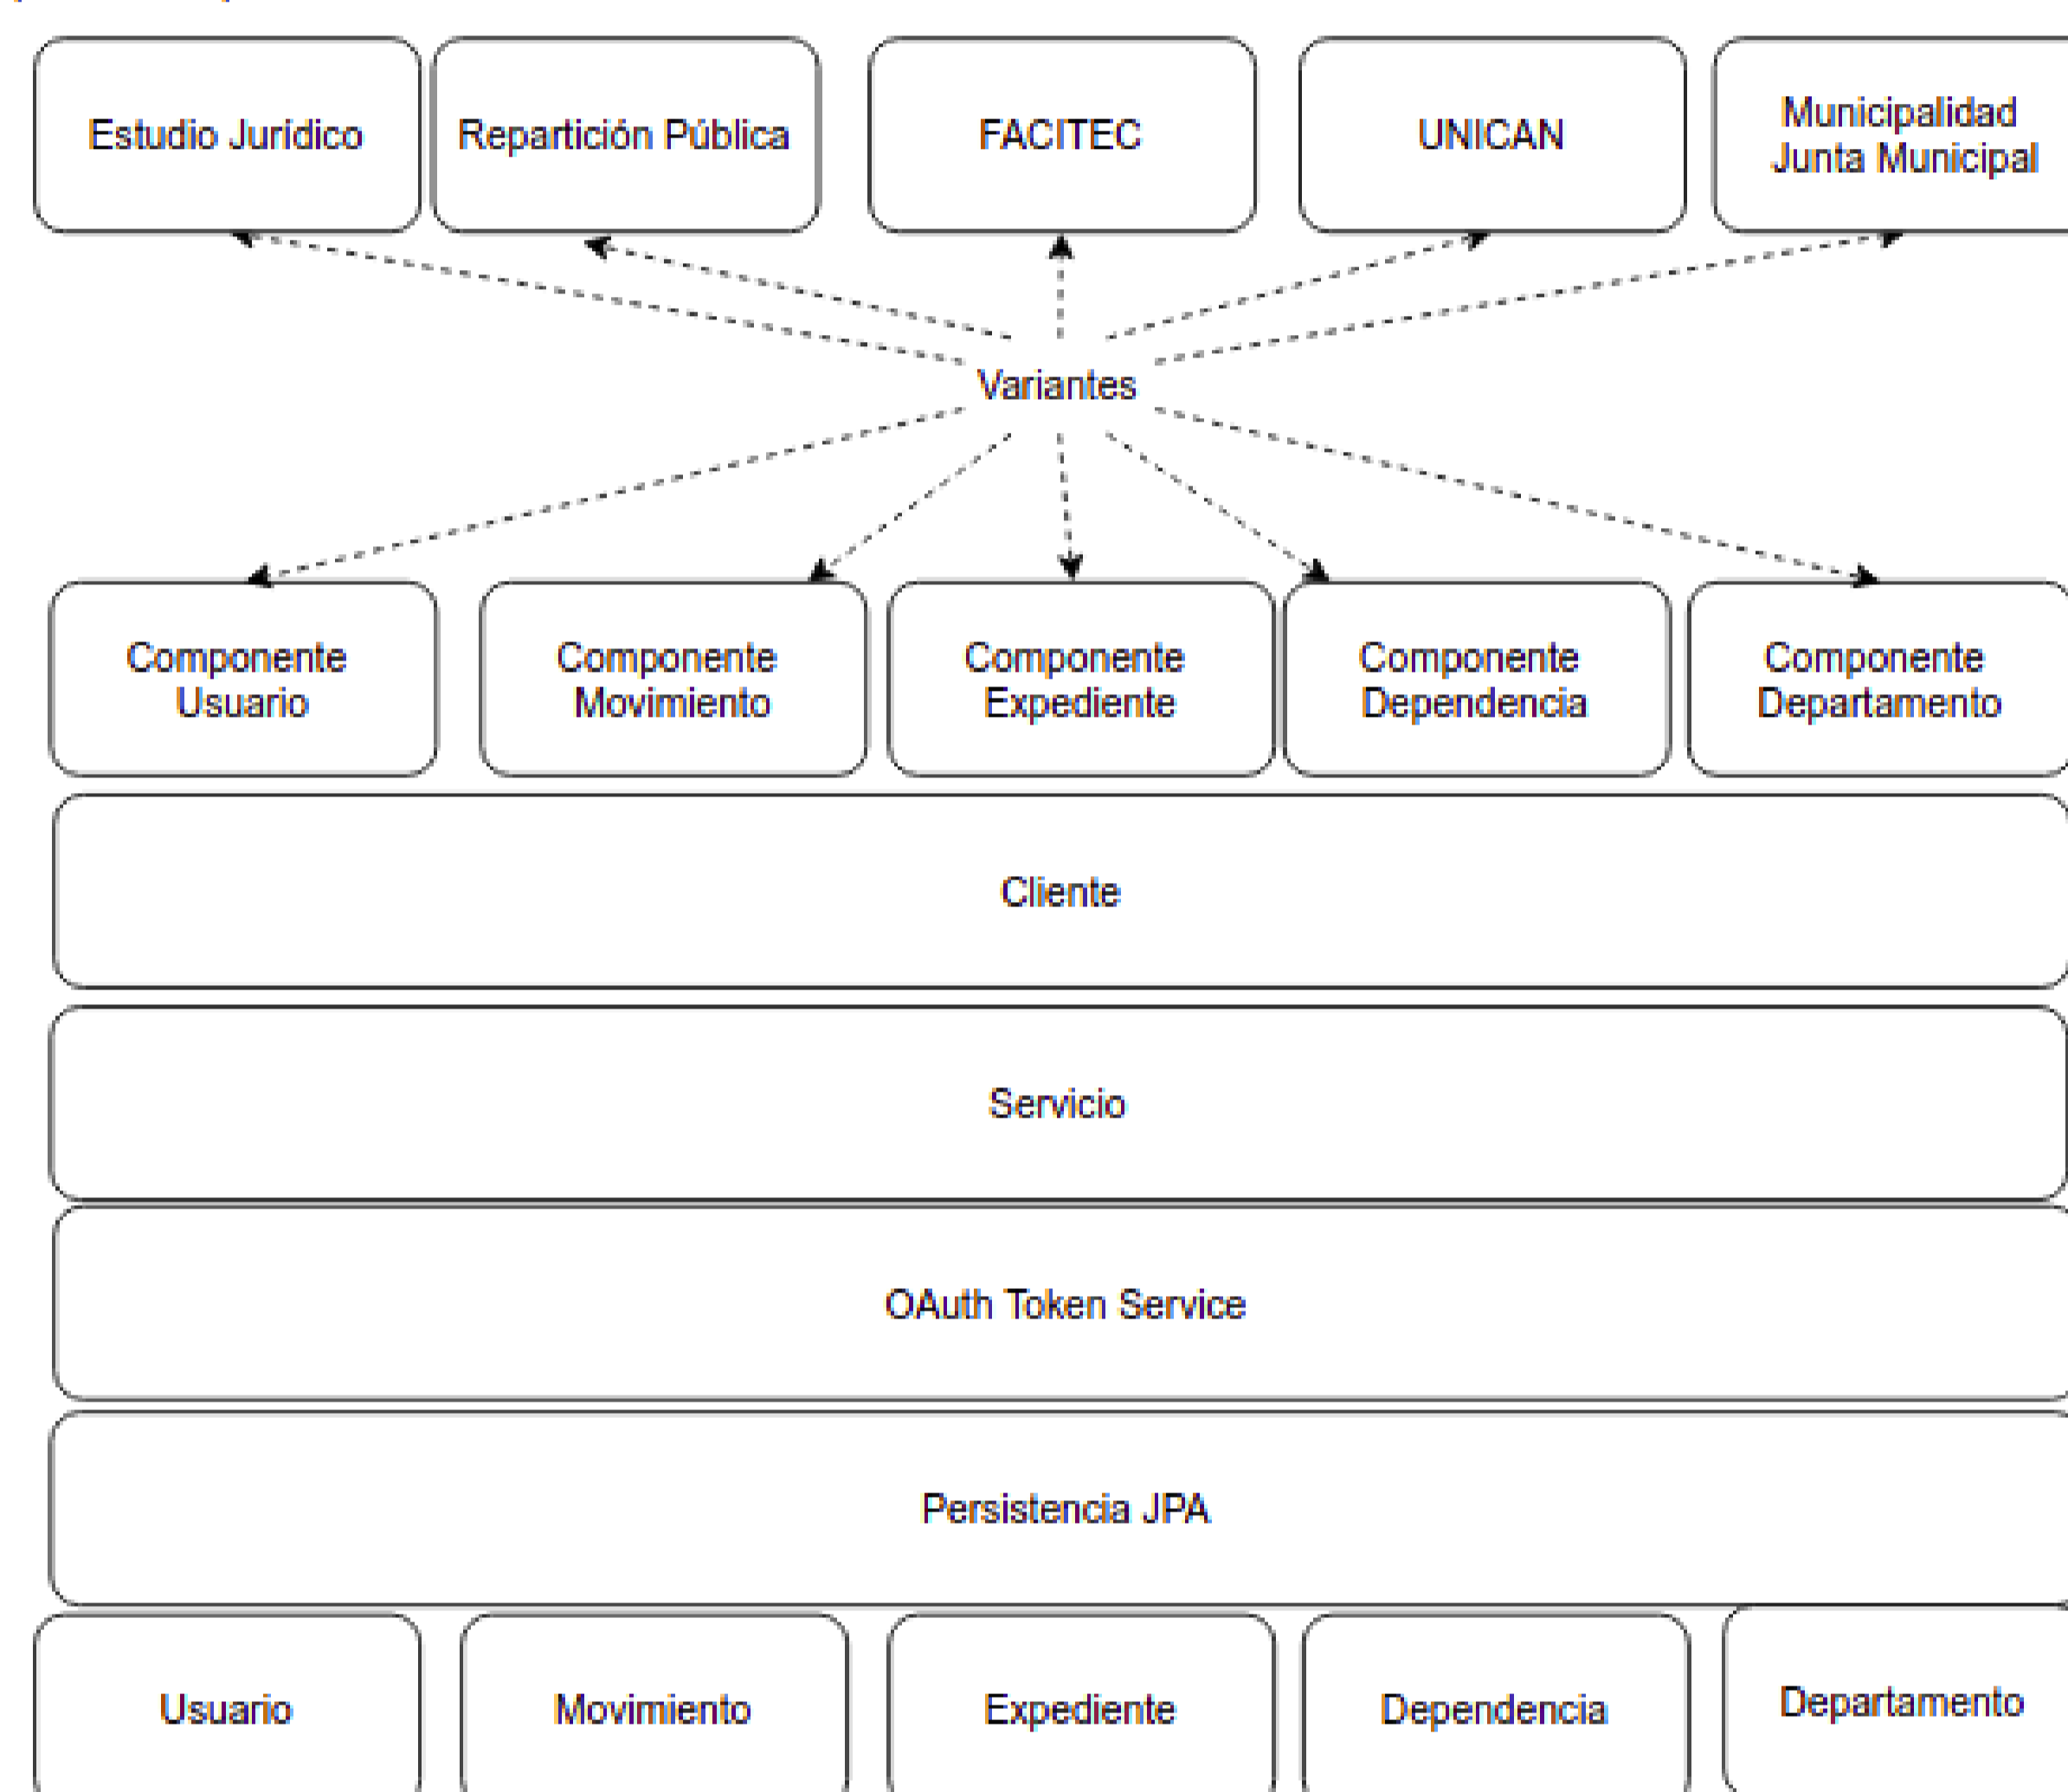 Estudio Jurídico
Repartición Pública
FACITEC
UNICAN
Municipalidad
Junta Municipal
Variantes
Componente
Usuario
Componente
Movimiento
Componente
Expediente
Componente
Dependencia
Componente
Departamento
Cliente
Servicio
OAuth Token Service
Persistencia JPA
Usuario
Movimiento
Expediente
Dependencia
Departamento